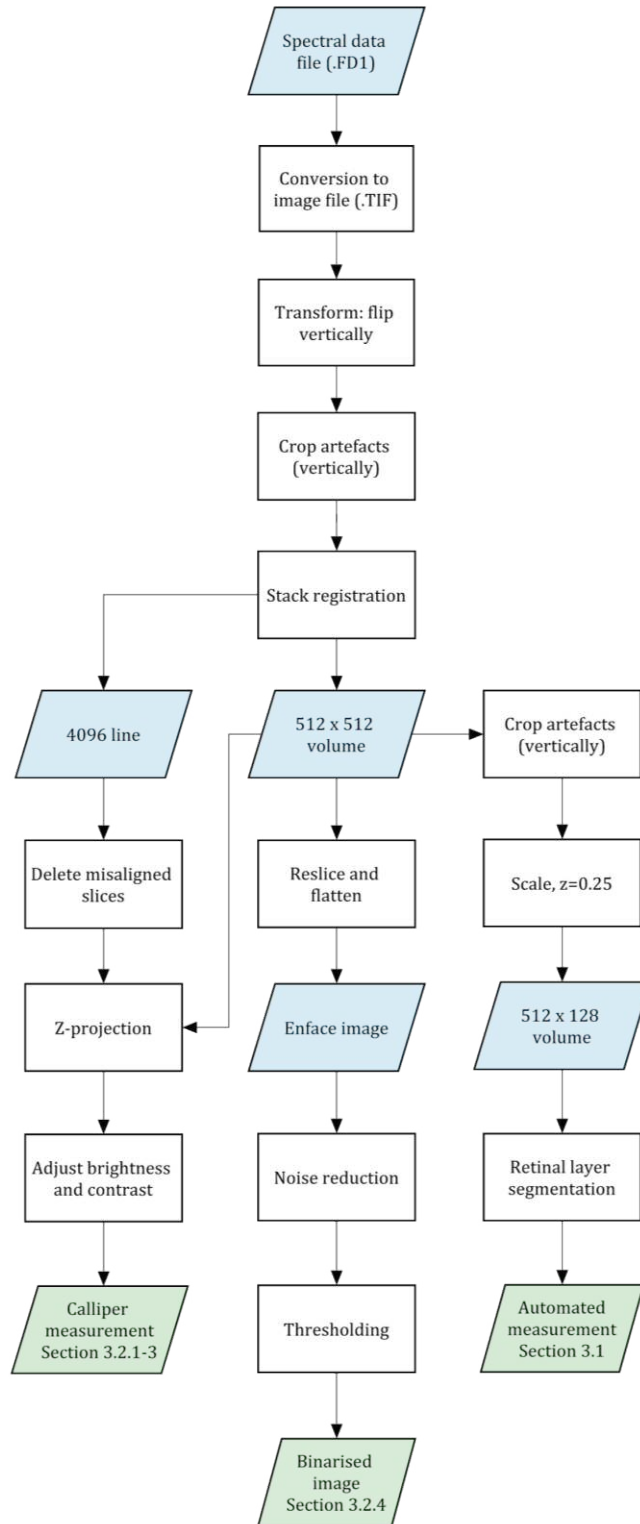 Spectral data
file (.FD1)
Conversion to
image file (.TIF)
Transform: flip
vertically
Crop artefacts
(vertically)
Stack registration
4096 line
512 x 512
volume
Crop artefacts
(vertically)
Delete misaligned
slices
Reslice and
flatten
Scale, z=0.25
Z-projection
Enface image
512 x 128
volume
Adjust brightness
and contrast
Noise reduction
Retinal layer
segmentation
Calliper
measurement
Section 3.2.1-3
Thresholding
Automated
measurement
Section 3.1
Binarised
image
Section 3.2.4